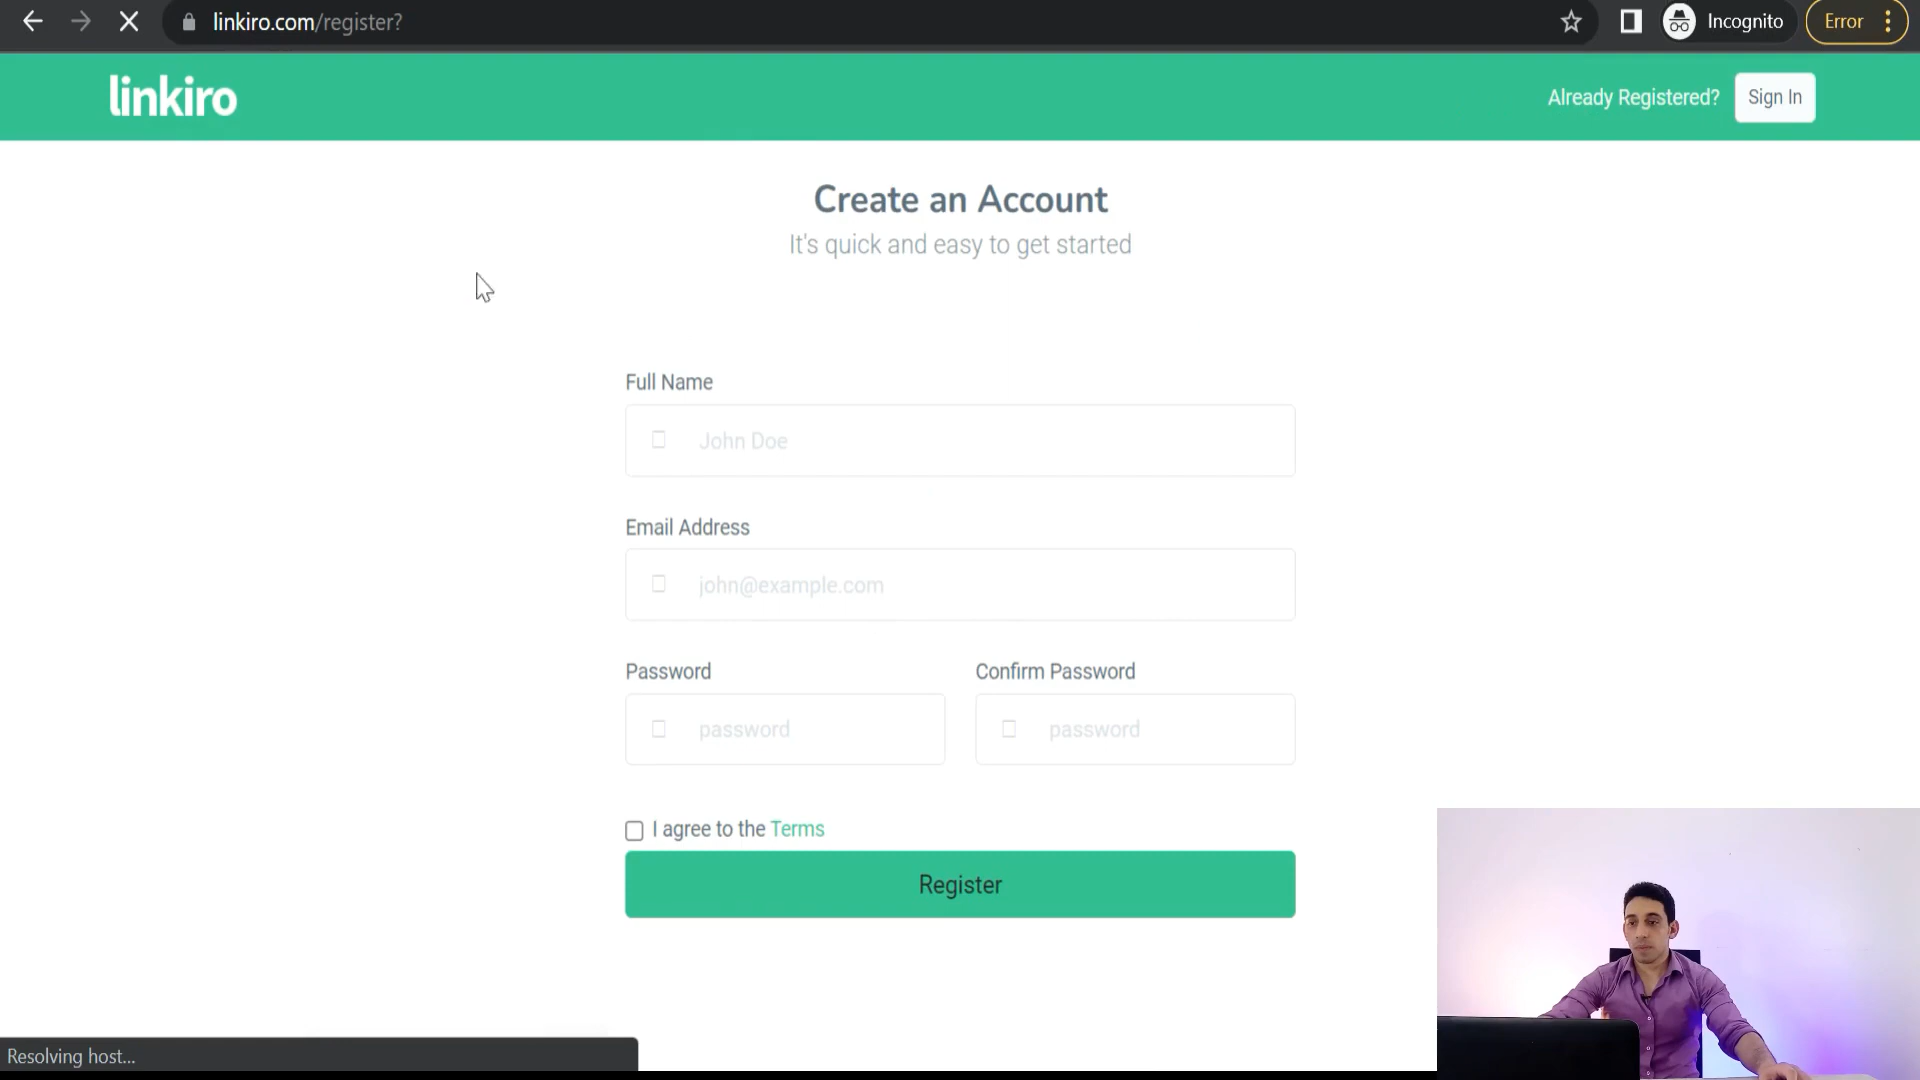 linkiro.com/register?
Incognito
Error
linkiro
Already Registered?
Sign In
Create an Account
It's quick and easy to get started
Full Name
John Doe
Email Address
john@example.com
Password
Confirm Password
password
password
I agree to the Terms
Register
Resolving host...